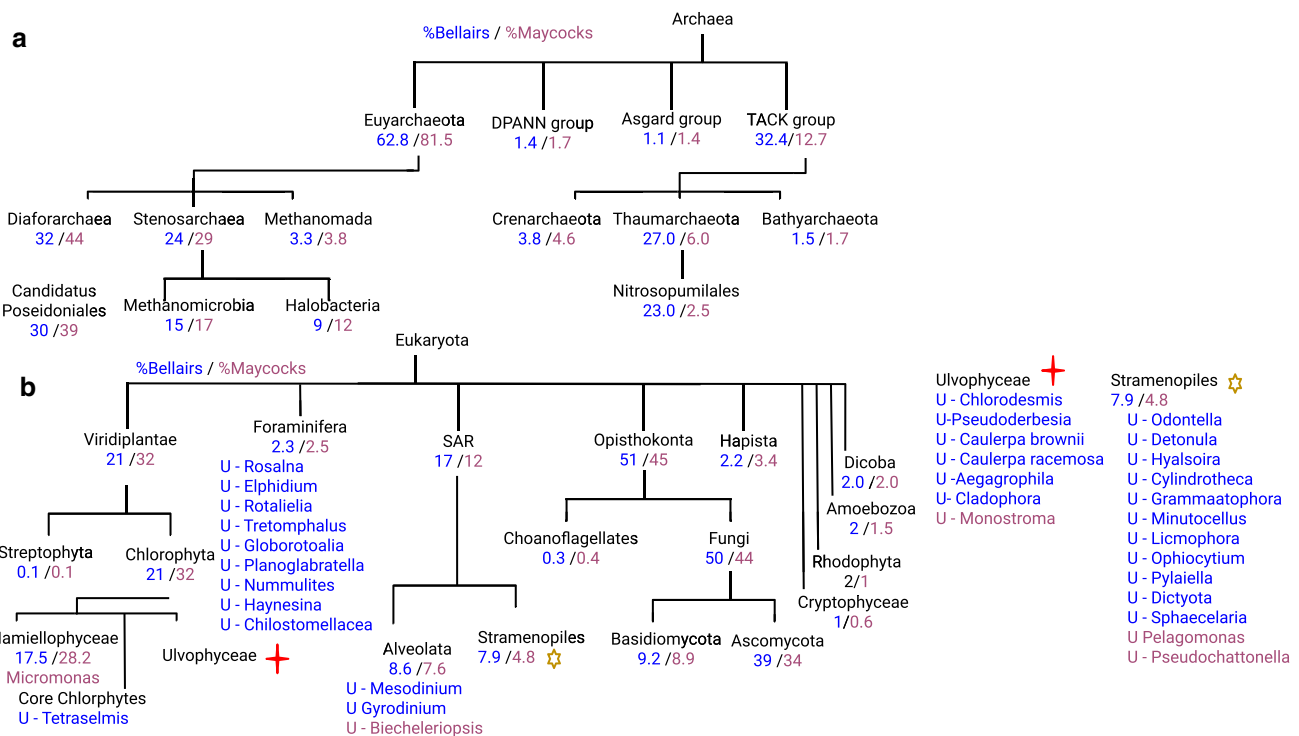 a
%Bellairs / %Maycocks
Archaea
Euyarchaeota
62.8 /81.5
DPANN group
1.4 /1.7
Asgard group
1.1 /1.4
TACK group
32.4/12.7
Diaforarchaea
32 /44
Stenosarchaea
24 /29
Methanomada
3.3 /3.8
Crenarchaeota
3.8 /4.6
Thaumarchaeota
27.0 /6.0
Bathyarchaeota
1.5 /1.7
Candidatus
Poseidoniales
30 /39
Methanomicrobia
15 /17
Halobacteria
9 /12
Nitrosopumilales
23.0 /2.5
b
%Bellairs / %Maycocks
Eukaryota
Viridiplantae
21 /32
Foraminifera
2.3 /2.5
U - Rosalna
U - Elphidium
U - Rotalielia
U - Tretomphalus
U - Globorotoalia
U - Planoglabratella
U - Nummulites
U - Haynesina
U - Chilostomellacea
SAR
17 /12
Opisthokonta
51 /45
Hapista
2.2 /3.4
Dicoba
2.0 /2.0
Amoebozoa
2 /1.5
Rhodophyta
2/1
Cryptophyceae
1/0.6
Streptophyta
0.1 /0.1
Chlorophyta
21 /32
Choanoflagellates
0.3 /0.4
Fungi
50 /44
amiellophyceae
17.5 /28.2
Micromonas
Ulvophyceae
Core Chlorphytes
U - Tetraselmis
Alveolata
8.6 /7.6
U - Mesodinium
U Gyrodinium
U - Biecheleriopsis
Stramenopiles
7.9 /4.8
Basidiomycota
9.2 /8.9
Ascomycota
39 /34
Ulvophyceae
U - Chlorodesmis
U-Pseudoderbesia
U - Caulerpa brownii
U - Caulerpa racemosa
U -Aegagrophila
U- Cladophora
U - Monostroma
Stramenopiles
7.9 /4.8
U - Odontella
U - Detonula
U - Hyalsoira
U - Cylindrotheca
U - Grammaatophora
U - Minutocellus
U - Licmophora
U - Ophiocytium
U - Pylaiella
U - Dictyota
U - Sphaecelaria
U Pelagomonas
U - Pseudochattonella